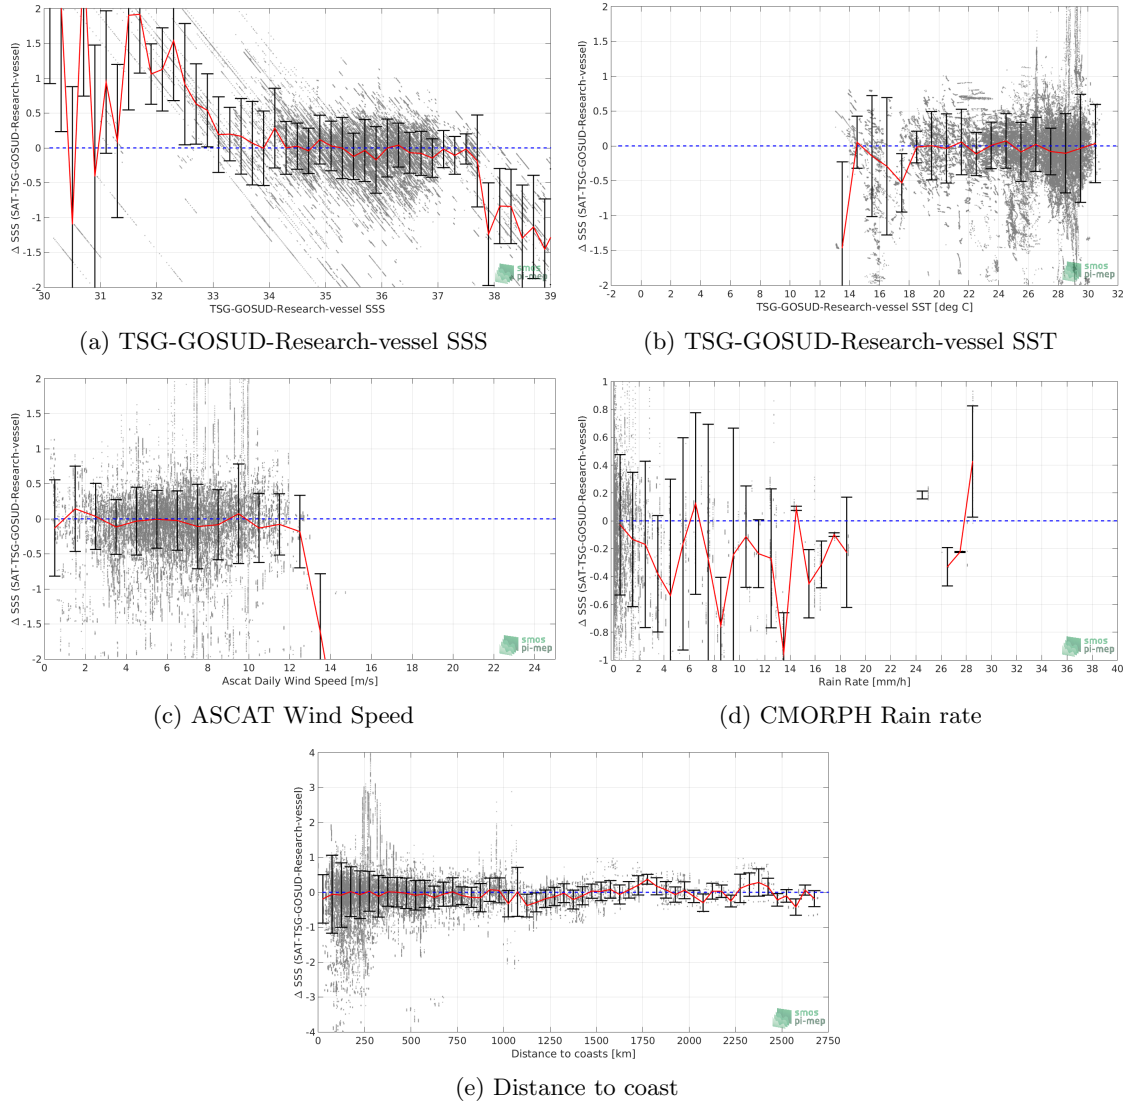 2
1.5
1
0.5
0
-0.5
-1
-1.5
-2
Δ SSS (SAT-TSG-GOSUD-Research-vessel)
30 31 32 33 34 35 36 37 38 39
TSG-GOSUD-Research-vessel SSS
smos
pi-mep
(a) TSG-GOSUD-Research-vessel SSS
2
1.5
1
0.5
0
-0.5
-1
-1.5
-2
Δ SSS (SAT-TSG-GOSUD-Research-vessel)
-2 0 2 4 6 8 10 12 14 16 18 20 22 24 26 28 30 32
TSG-GOSUD-Research-vessel SST [deg C]
smos
pi-mep
(b) TSG-GOSUD-Research-vessel SST
2
1.5
1
0.5
0
-0.5
-1
-1.5
-2
Δ SSS (SAT-TSG-GOSUD-Research-vessel)
0 2 4 6 8 10 12 14 16 18 20 22 24
Ascat Daily Wind Speed [m/s]
smos
pi-mep
(c) ASCAT Wind Speed
1
0.8
0.6
0.4
0.2
0
-0.2
-0.4
-0.6
-0.8
-1
Δ SSS (SAT-TSG-GOSUD-Research-vessel)
0 2 4 6 8 10 12 14 16 18 20 22 24 26 28 30 32 34 36 38 40
Rain Rate [mm/h]
smos
pi-mep
(d) CMORPH Rain rate
4
3
2
1
0
-1
-2
-3
-4
Δ SSS (SAT-TSG-GOSUD-Research-vessel)
0 250 500 750 1000 1250 1500 1750 2000 2250 2500 2750
Distance to coasts [km]
smos
pi-mep
(e) Distance to coast